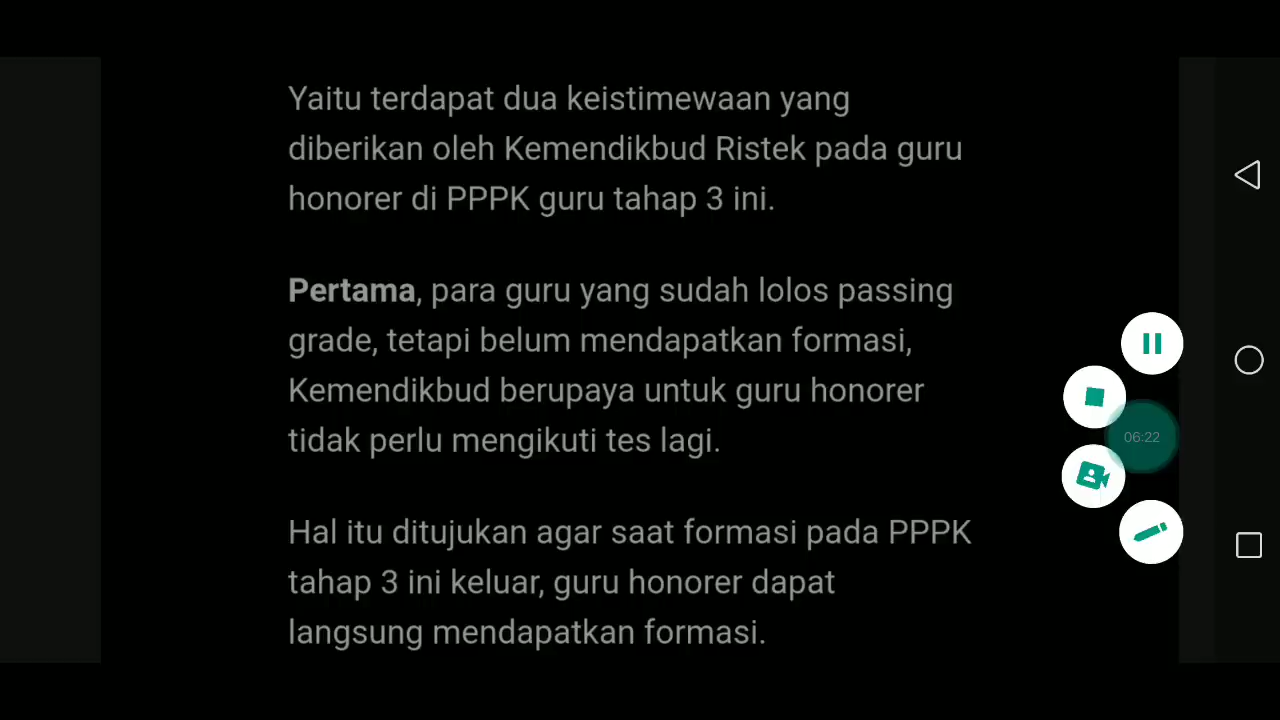 Yaitu terdapat dua keistimewaan yang
diberikan oleh Kemendikbud Ristek pada guru
honorer di PPPK guru tahap 3 ini.
Pertama, para guru yang sudah lolos passing
grade, tetapi belum mendapatkan formasi,
Kemendikbud berupaya untuk guru honorer
tidak perlu mengikuti tes lagi.
06:22
Hal itu ditujukan agar saat formasi pada PPPK
tahap 3 ini keluar, guru honorer dapat
langsung mendapatkan formasi.